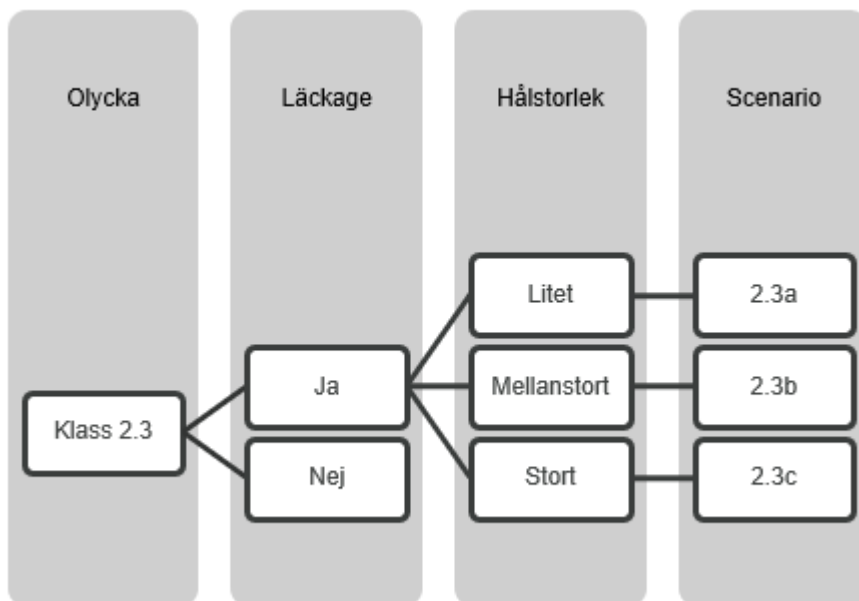 Olycka
Läckage
Hålstorlek
Scenario
Litet
2.3a
Ja
Mellanstort
2.3b
Klass 2.3
Nej
Stort
2.3c